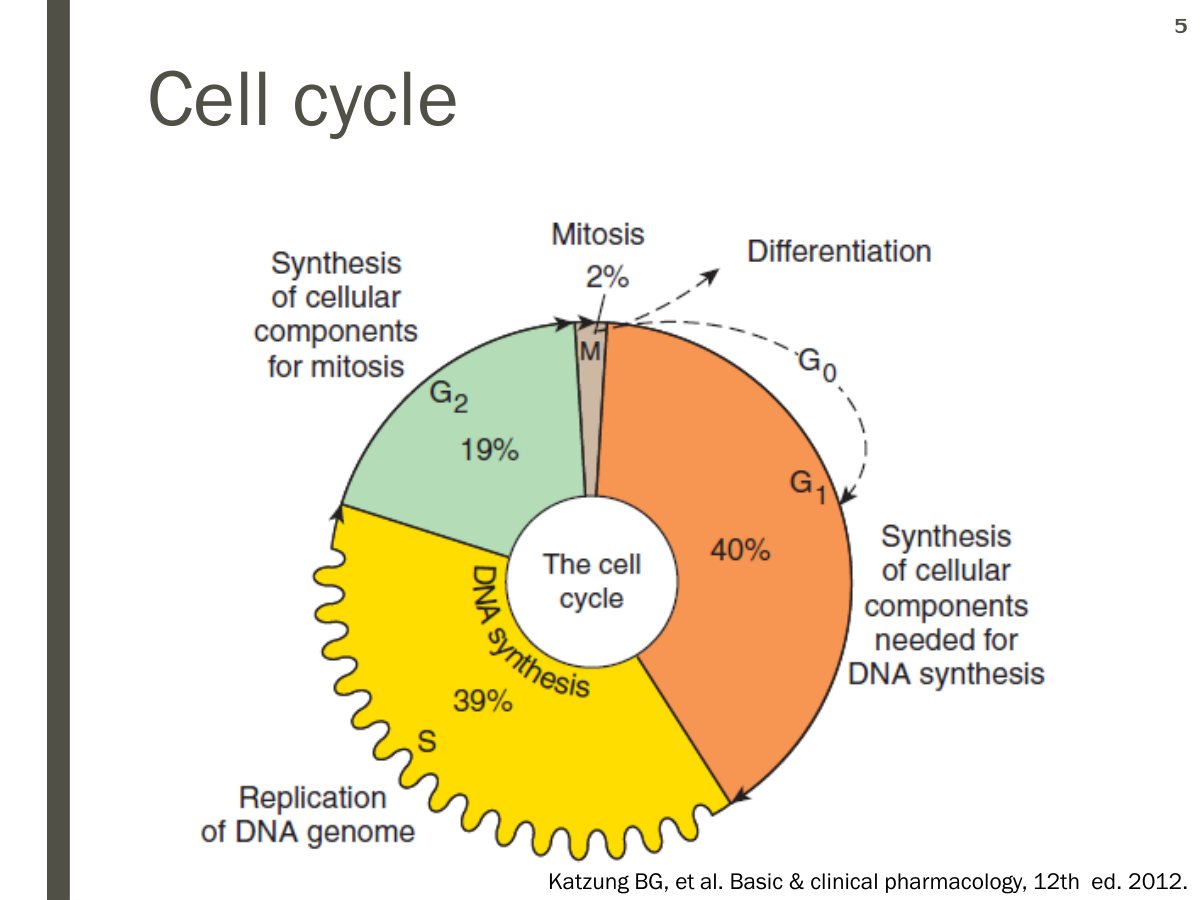 5
Cell cycle
Mitosis
2%
Differentiation
Synthesis
of cellular
components
for mitosis
M
G0
G2
19%
G1
40%
Synthesis
of cellular
components
needed for
DNA synthesis
The cell
cycle
DNA synthesis
39%
S
Replication
of DNA genome
Katzung BG, et al. Basic & clinical pharmacology, 12th ed. 2012.